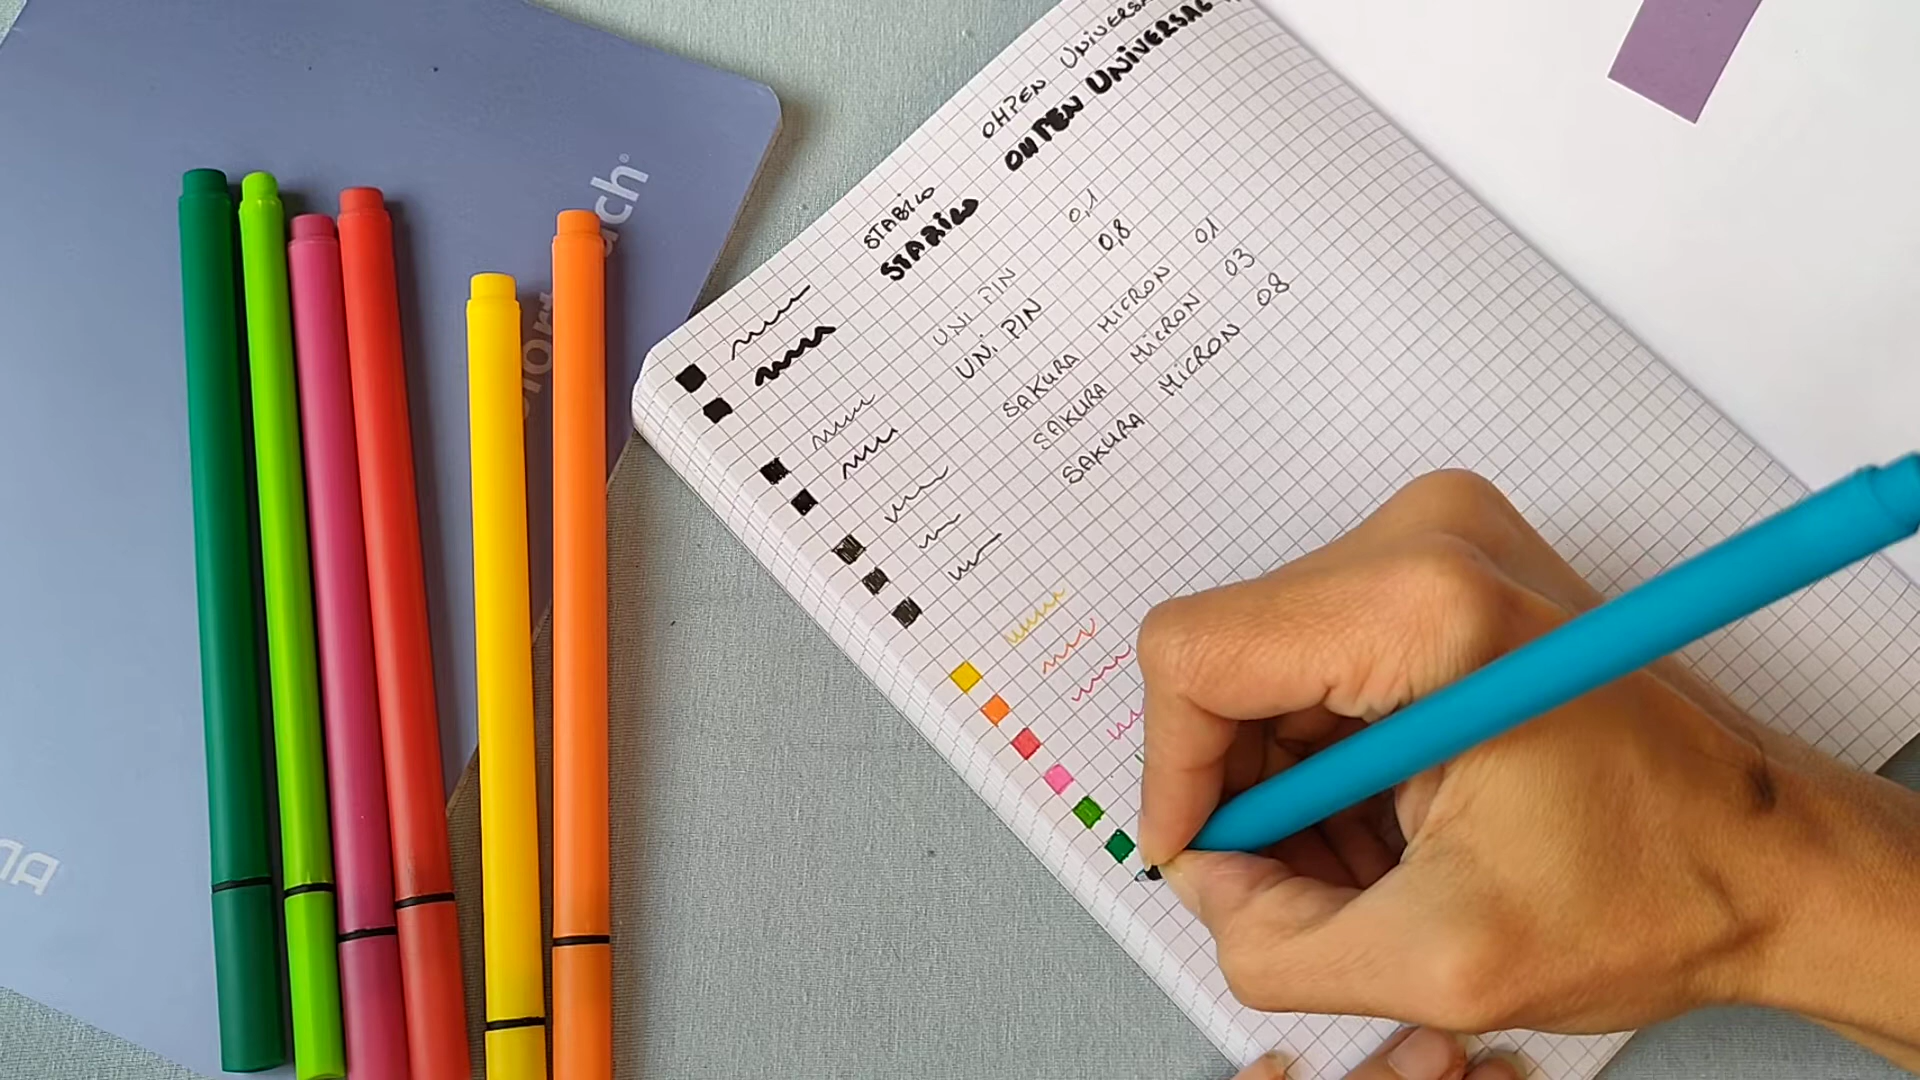 OHPEN UNIVERSAL
OHPEN UNIVERSAL
STABILO
STABILO
UNI PIN 0,1
UNI PIN 0,8
SAKURA MICRON 01
SAKURA MICRON 03
SAKURA MICRON 08